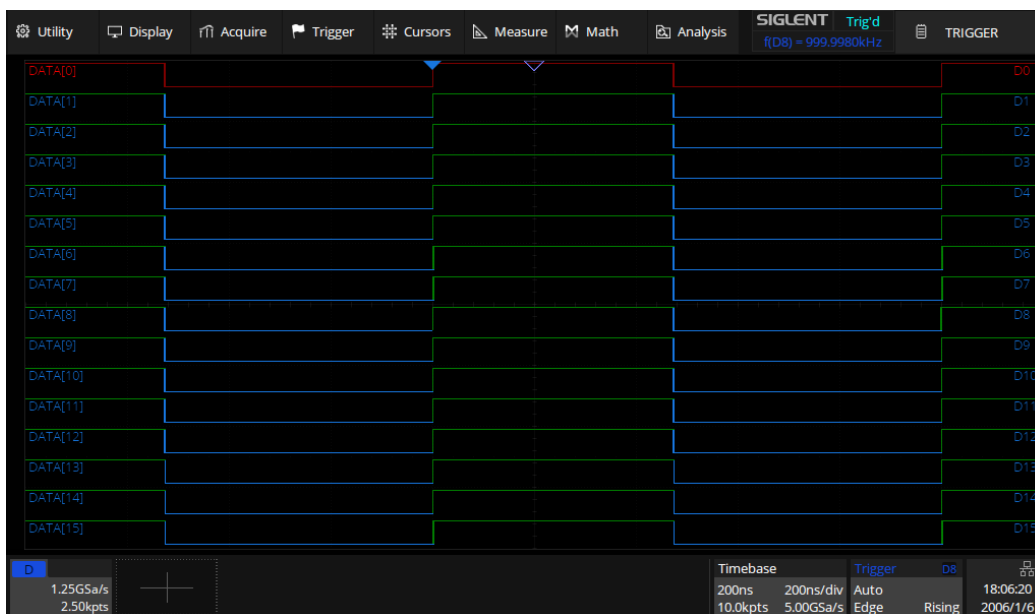 Utility Display Acquire Trigger Cursors Measure Math Analysis SIGLENT Trig'd TRIGGER
f(D8) = 999.9980kHz
DATA[0] D0
DATA[1] D1
DATA[2] D2
DATA[3] D3
DATA[4] D4
DATA[5] D5
DATA[6] D6
DATA[7] D7
DATA[8] D8
DATA[9] D9
DATA[10] D10
DATA[11] D11
DATA[12] D12
DATA[13] D13
DATA[14] D14
DATA[15] D15
D Timebase Trigger D8
1.25GSa/s 200ns 200ns/div Auto 18:06:20
2.50kpts 10.0kpts 5.00GSa/s Edge Rising 2006/1/6